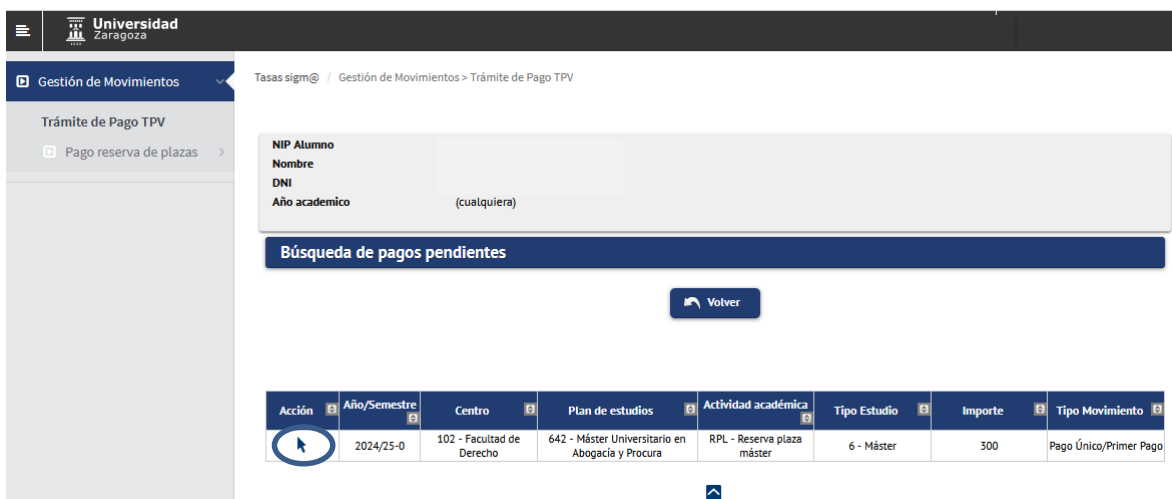 Universidad
Zaragoza
Gestión de Movimientos
Trámite de Pago TPV
Pago reserva de plazas
Tasas sigm@ / Gestión de Movimientos > Trámite de Pago TPV
NIP Alumno
Nombre
DNI
Año academico (cualquiera)
Búsqueda de pagos pendientes
Volver
Acción Año/Semestre Centro Plan de estudios Actividad académica Tipo Estudio Importe Tipo Movimiento
2024/25-0 102 - Facultad de Derecho 642 - Máster Universitario en Abogacía y Procura RPL - Reserva plaza máster 6 - Máster 300 Pago Único/Primer Pago